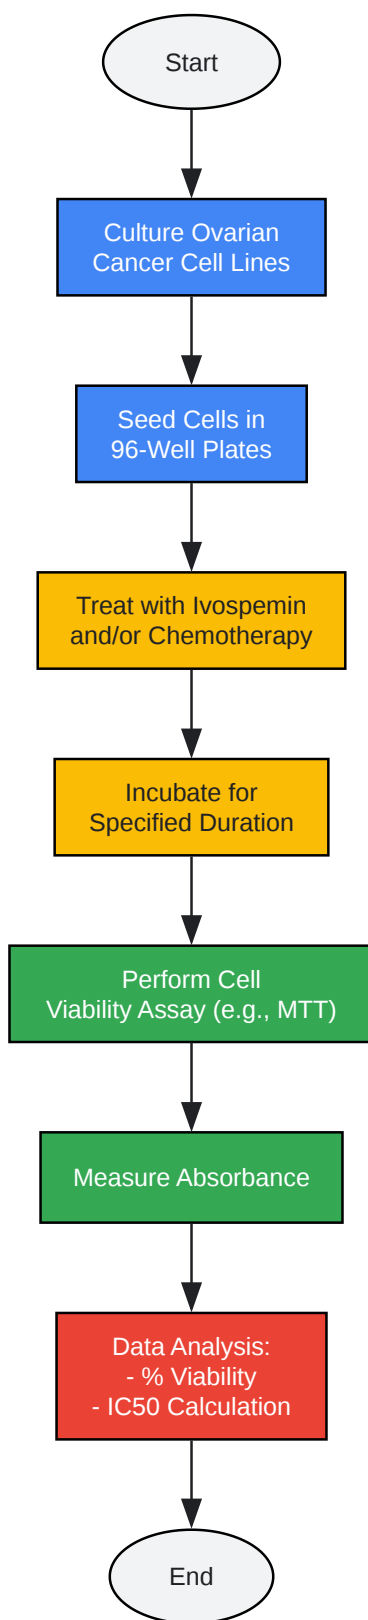 Start
Culture Ovarian
Cancer Cell Lines
Seed Cells in
96-Well Plates
Treat with Ivospemin
and/or Chemotherapy
Incubate for
Specified Duration
Perform Cell
Viability Assay (e.g., MTT)
Measure Absorbance
Data Analysis:
- % Viability
- IC50 Calculation
End